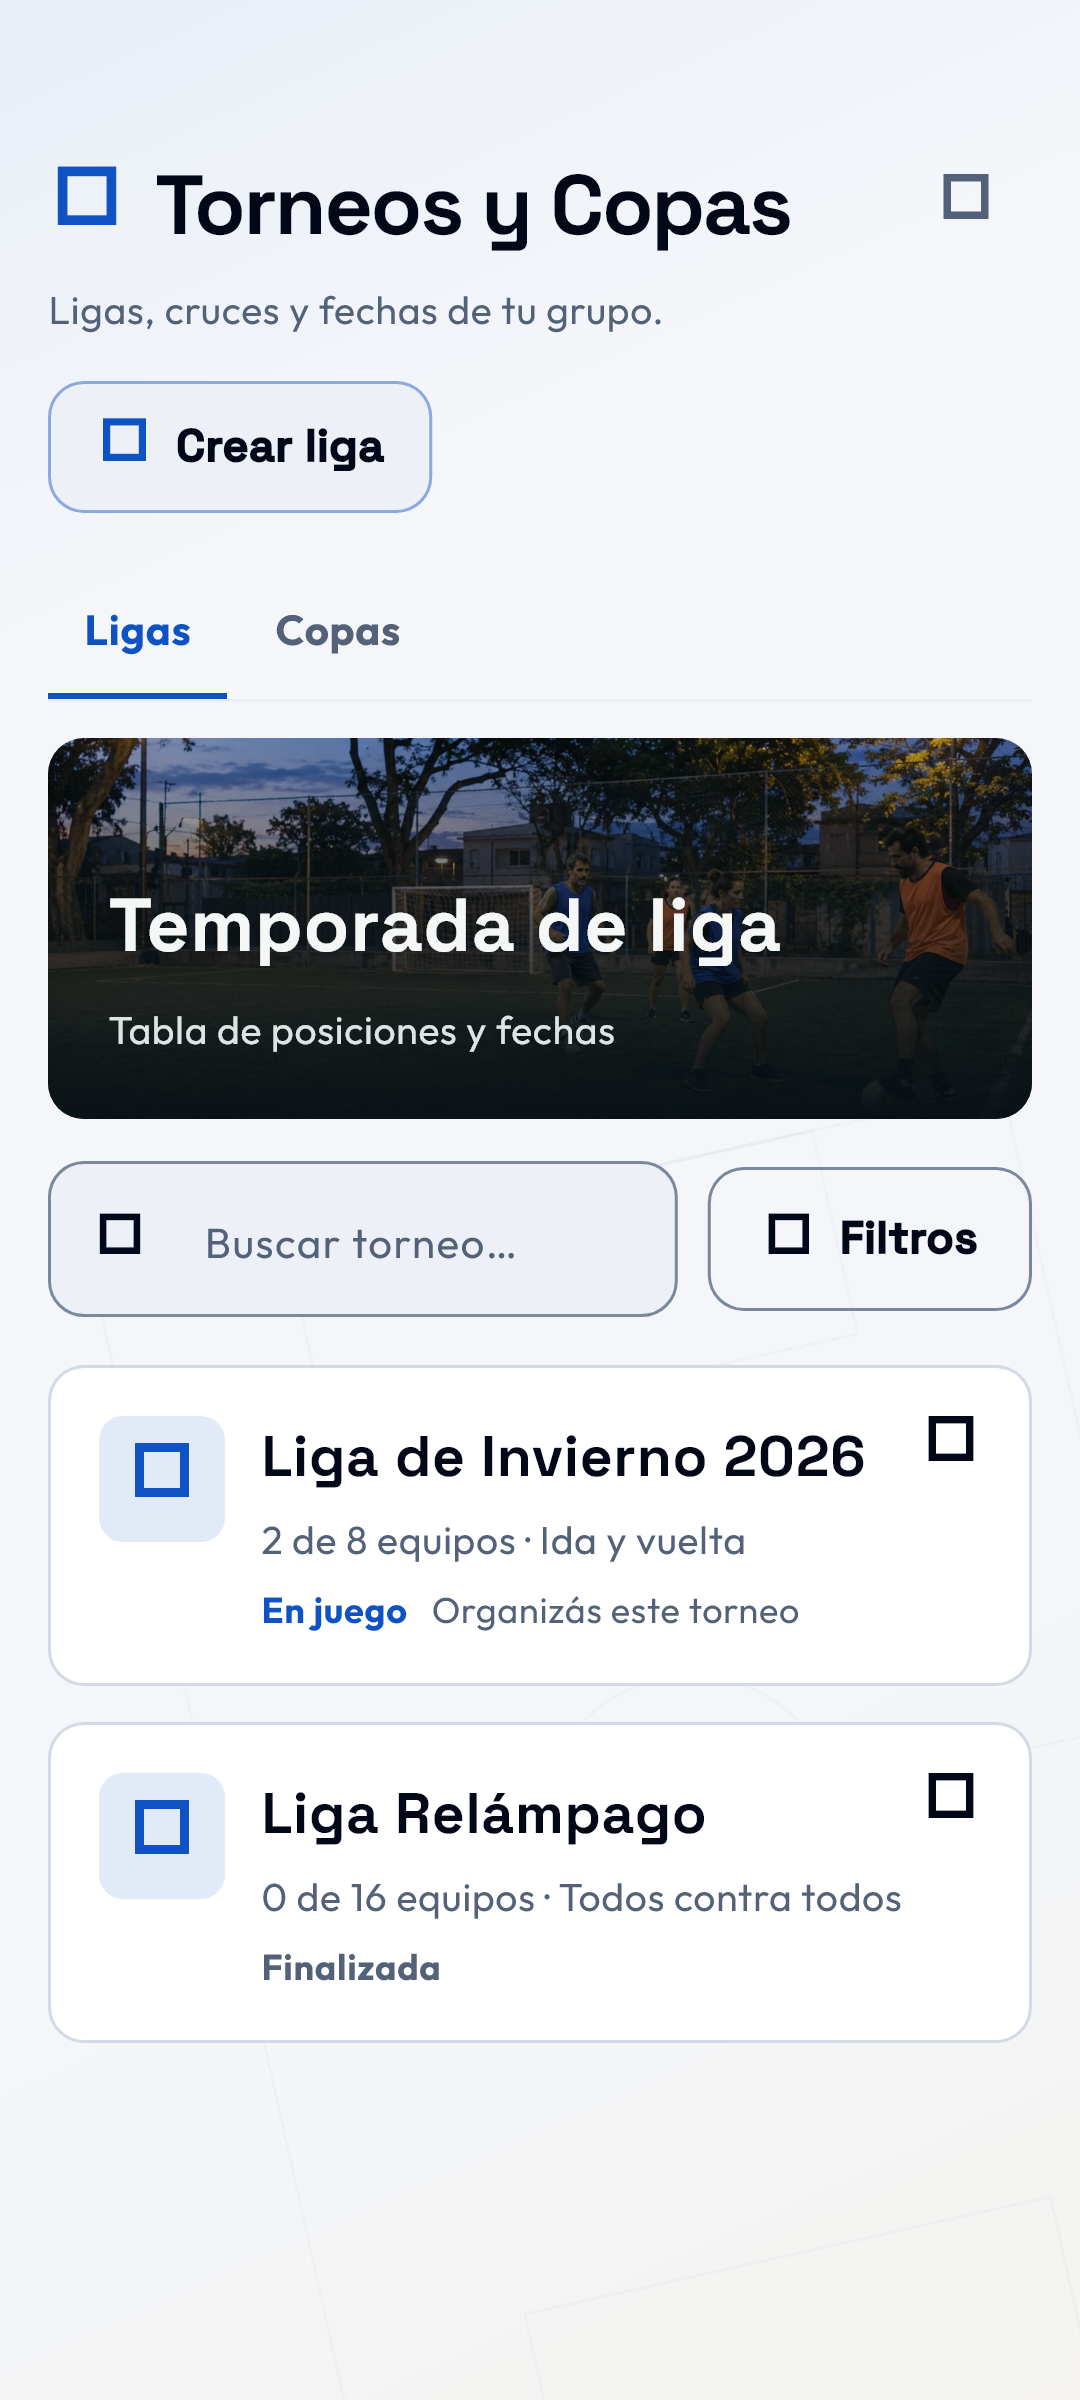 Torneos y Copas
Ligas, cruces y fechas de tu grupo.
Crear liga
Ligas Copas
Temporada de liga
Tabla de posiciones y fechas
Buscar torneo...
Filtros
Liga de Invierno 2026
2 de 8 equipos · Ida y vuelta
En juego Organizás este torneo
Liga Relámpago
0 de 16 equipos · Todos contra todos
Finalizada